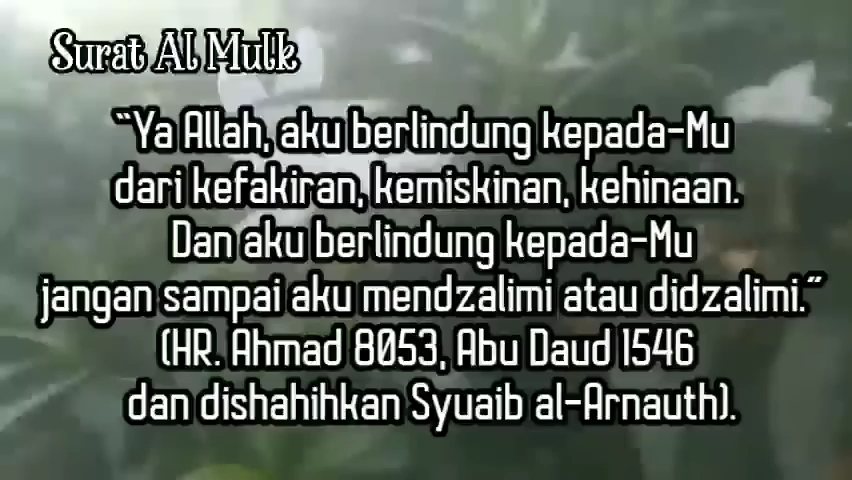 Surat Al Mulk
“Ya Allah, aku berlindung kepada-Mu
dari kefakiran, kemiskinan, kehinaan.
Dan aku berlindung kepada-Mu
jangan sampai aku mendzalimi atau didzalimi.”
(HR. Ahmad 8053, Abu Daud 1546
dan dishahihkan Syuaib al-Arnauth).